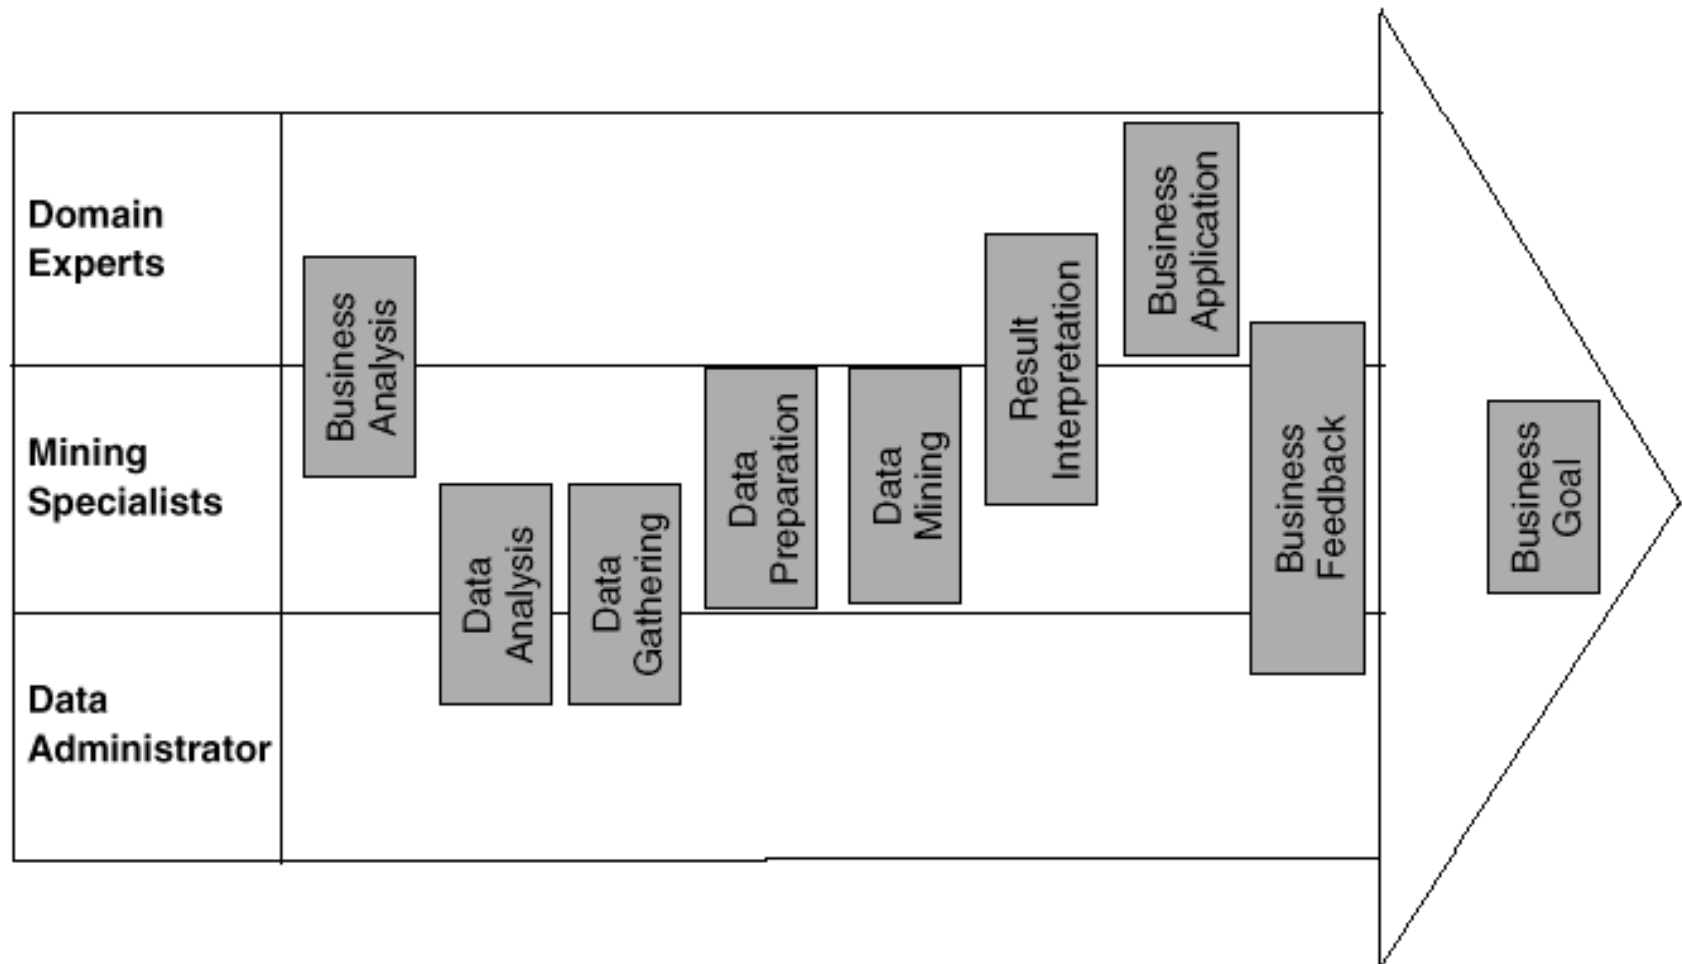 Domain
Experts
Mining
Specialists
Data
Administrator
Business
Analysis
Data
Analysis
Data
Gathering
Data
Preparation
Data
Mining
Result
Interpretation
Business
Application
Business
Feedback
Business
Goal